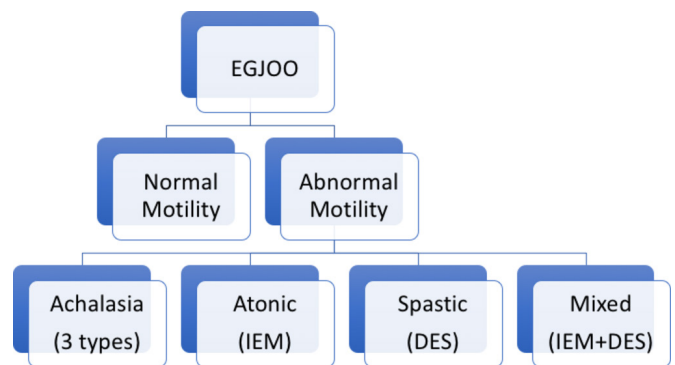 EGJOO
Normal
Motility
Abnormal
Motility
Achalasia
(3 types)
Atonic
(IEM)
Spastic
(DES)
Mixed
(IEM+DES)